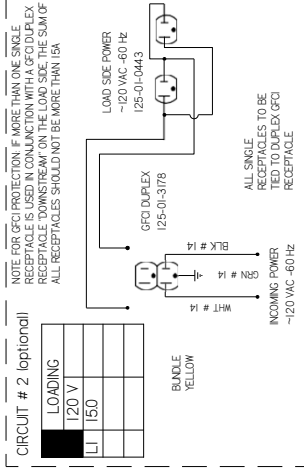 CIRCUIT # 2 (optional)
NOTE: FOR GFCI PROTECTION: IF MORE THAN ONE SINGLE
RECEPTACLE IS USED IN CONJUNCTION WITH A GFCI DUPLEX
RECEPTACLE "DOWNSTREAM" ON THE LOAD SIDE, THE SUM OF
ALL RECEPTACLES SHOULD NOT BE MORE THAN 15A
LOADING
120 V
L1 15.0
BUNDLE
YELLOW
GFCI DUPLEX
125-01-3178
LOAD SIDE POWER
~120 VAC -60 Hz
125-01-0443
WHT # 14
GRN # 14
BLK # 14
INCOMING POWER
~120 VAC -60 Hz
ALL SINGLE
RECEPTACLES TO BE
TIED TO DUPLEX GFCI
RECEPTACLE